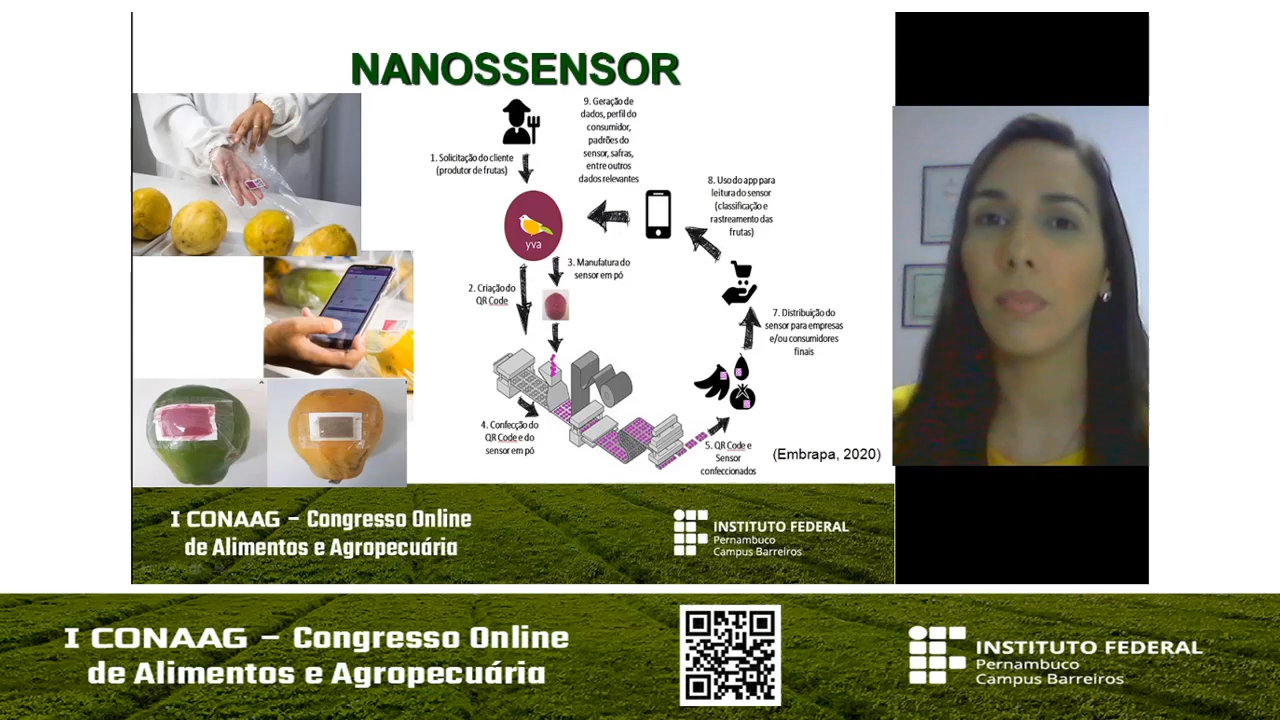 NANOSSENSOR
1. Solicitação do cliente
(produtor de frutas)
yva
2. Criação do
QR Code
3. Manufatura do
sensor em pó
4. Confecção do
QR Code e do
sensor em pó
5. QR Code e
Sensor
confeccionados
7. Distribuição do
sensor para empresas
e/ou consumidores
finais
8. Uso do app para
leitura do sensor
(classificação e
rastreamento das
frutas)
9. Geração de
dados, perfil do
consumidor,
padrões do
sensor, safras,
entre outros
dados relevantes
(Embrapa, 2020)
I CONAAG – Congresso Online
de Alimentos e Agropecuária
INSTITUTO FEDERAL
Pernambuco
Campus Barreiros
I CONAAG – Congresso Online
de Alimentos e Agropecuária
INSTITUTO FEDERAL
Pernambuco
Campus Barreiros